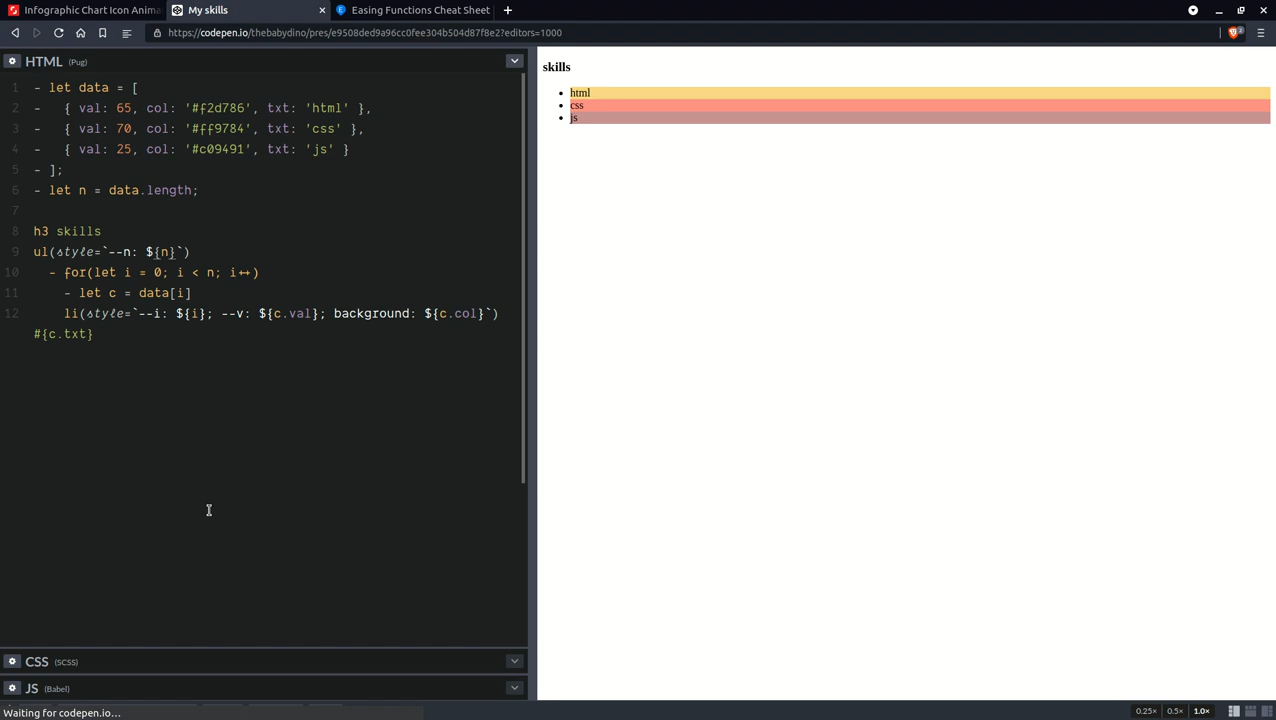 Infographic Chart Icon Anima
My skills
Easing Functions Cheat Sheet
https://codepen.io/thebabydino/pres/e9508ded9a96cc0fee304b504d87f8e2?editors=1000
2
HTML (Pug)
1 - let data = [
2 - { val: 65, col: '#f2d786', txt: 'html' },
3 - { val: 70, col: '#ff9784', txt: 'css' },
4 - { val: 25, col: '#c09491', txt: 'js' }
5 - ];
6 - let n = data.length;
7
8 h3 skills
9 ul(style=`--n: ${n}`)
10 - for(let i = 0; i < n; i++)
11 - let c = data[i]
12 li(style=`--i: ${i}; --v: ${c.val}; background: ${c.col}`)
#{c.txt}
CSS (SCSS)
JS (Babel)
Waiting for codepen.io...
skills
• html
• css
• js
0.25× 0.5× 1.0×